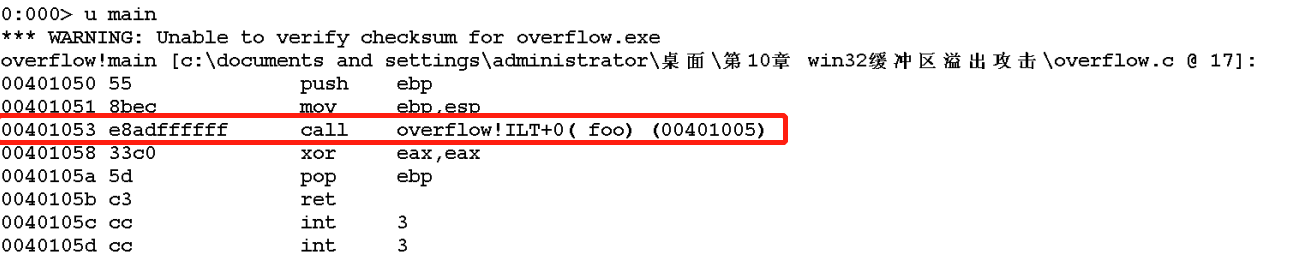 0:000> u main
*** WARNING: Unable to verify checksum for overflow.exe
overflow!main [c:\documents and settings\administrator\桌面\第10章 win32缓冲区溢出攻击\overflow.c @ 17]:
00401050 55 push ebp
00401051 8bec mov ebp,esp
00401053 e8adffffff call overflow!ILT+0( foo) (00401005)
00401058 33c0 xor eax,eax
0040105a 5d pop ebp
0040105b c3 ret
0040105c cc int 3
0040105d cc int 3